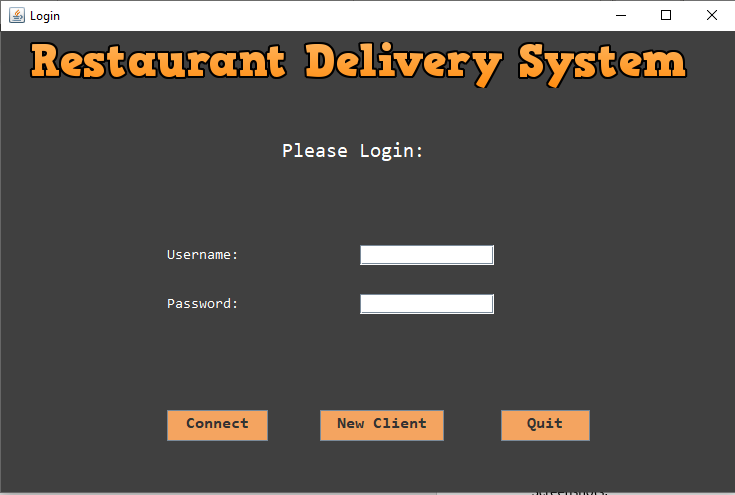 Login
Restaurant Delivery System
Please Login:
Username:
Password:
Connect New Client Quit